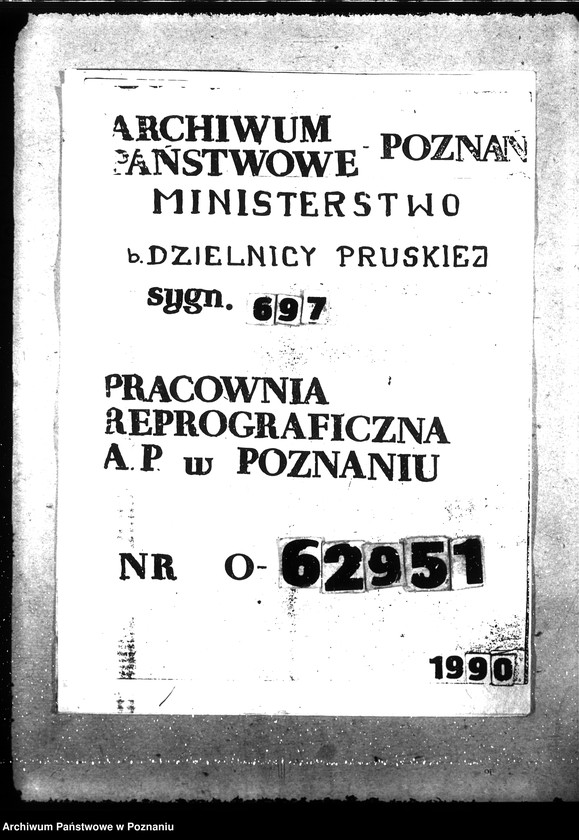 ARCHIWUM
PAŃSTWOWE - POZNAŃ
MINISTERSTWO
b. DZIELNICY PRUSKIEJ
sygn. 697
PRACOWNIA
REPROGRAFICZNA
A.P w POZNANIU
NR O-62951
1990
Archiwum Państwowe w Poznaniu